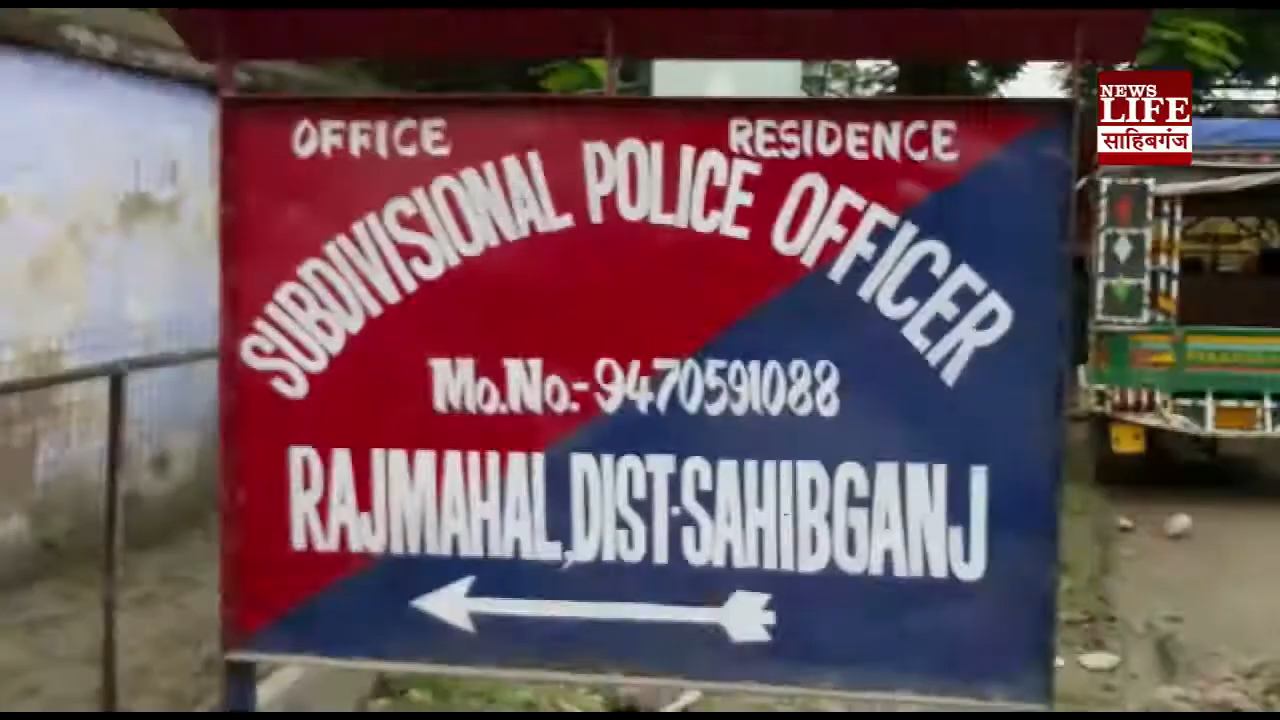 OFFICE RESIDENCE
SUBDIVISIONAL POLICE OFFICER
Mo.No.-9470591088
RAJMAHAL,DIST-SAHIBGANJ
NEWS
LIFE
साहिबगंज